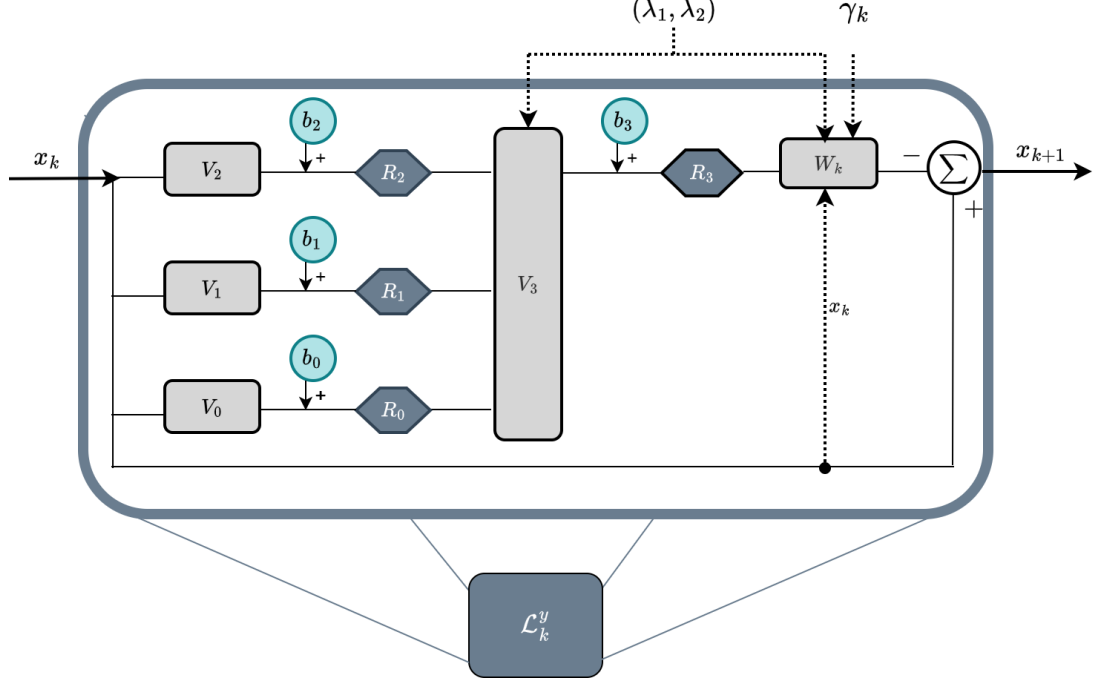 (λ₁, λ₂)
γₖ
xₖ
V₂
b₂
+
R₂
b₃
+
R₃
Wₖ
−
∑
xₖ₊₁
+
V₁
b₁
+
R₁
V₃
xₖ
V₀
b₀
+
R₀
ℒₖʸ